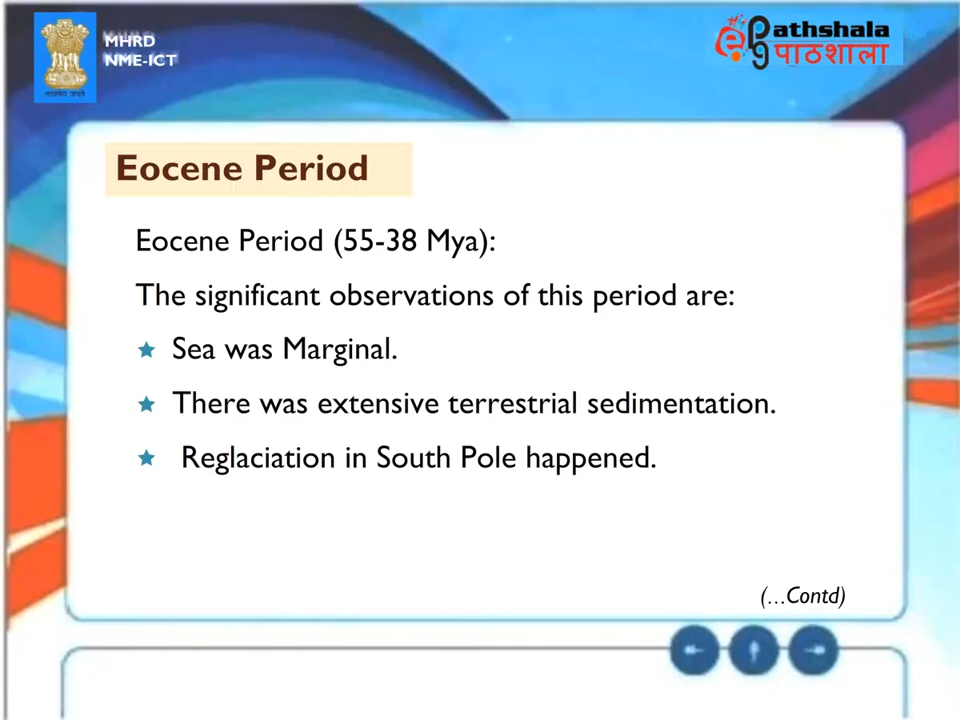 MHRD
NME-ICT
Pathshala
पाठशाला
Eocene Period
Eocene Period (55-38 Mya):
The significant observations of this period are:
Sea was Marginal.
There was extensive terrestrial sedimentation.
Reglaciation in South Pole happened.
(...Contd)